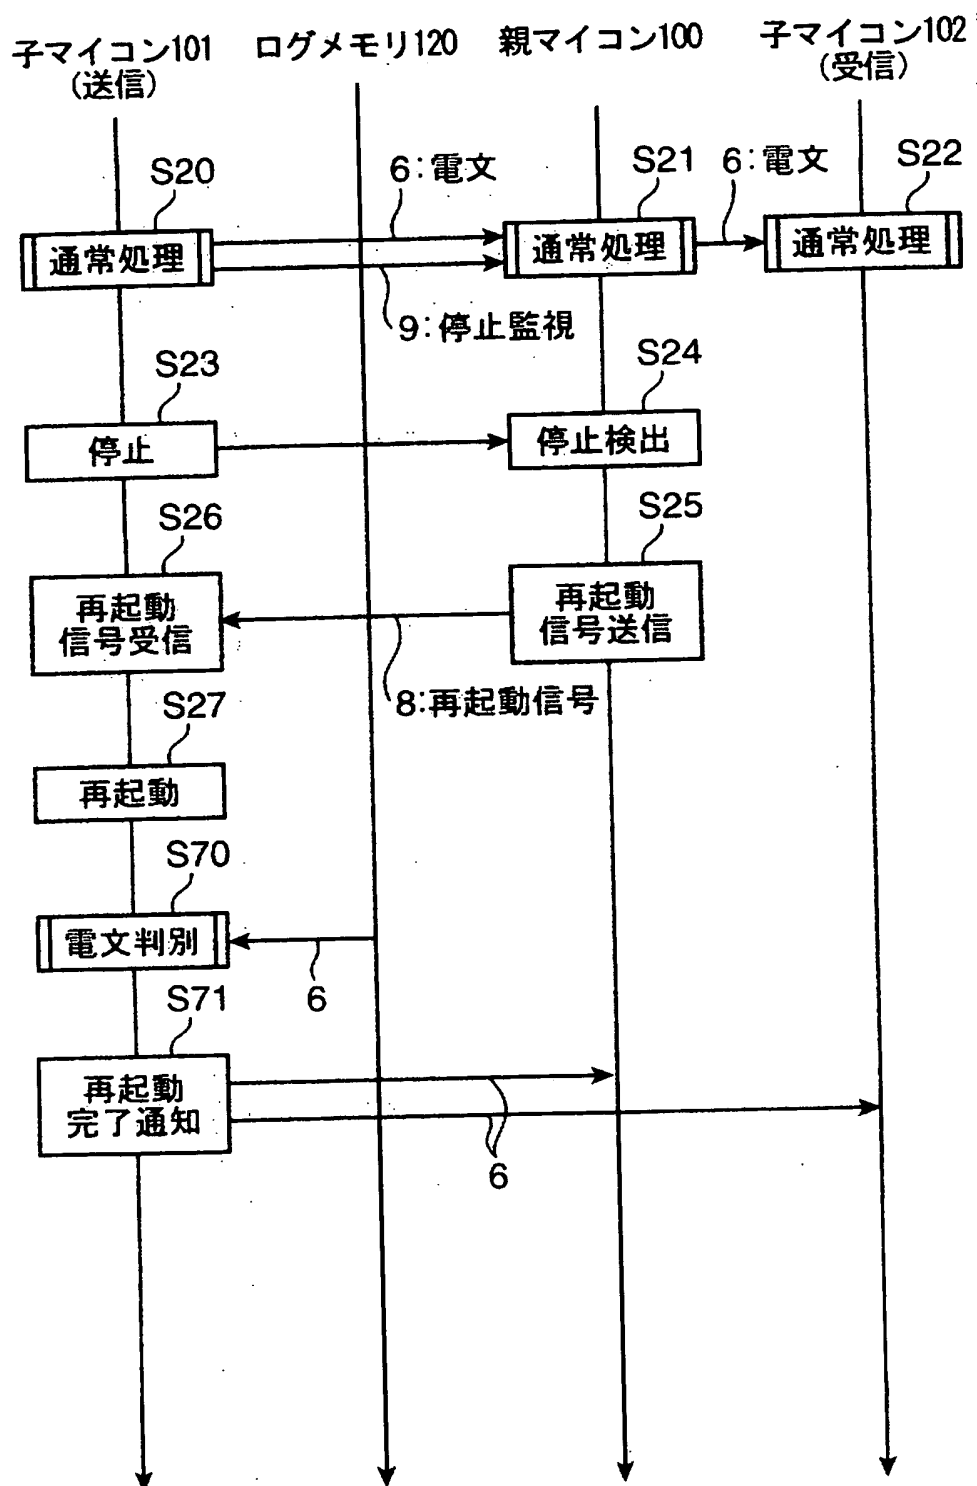 子マイコン101
(送信)
ログメモリ120
親マイコン100
子マイコン102
(受信)
S20
6:電文
S21
6:電文
S22
通常処理
通常処理
通常処理
9:停止監視
S23
S24
停止
停止検出
S26
S25
再起動
信号受信
再起動
信号送信
8:再起動信号
S27
再起動
S70
電文判別
6
S71
再起動
完了通知
6